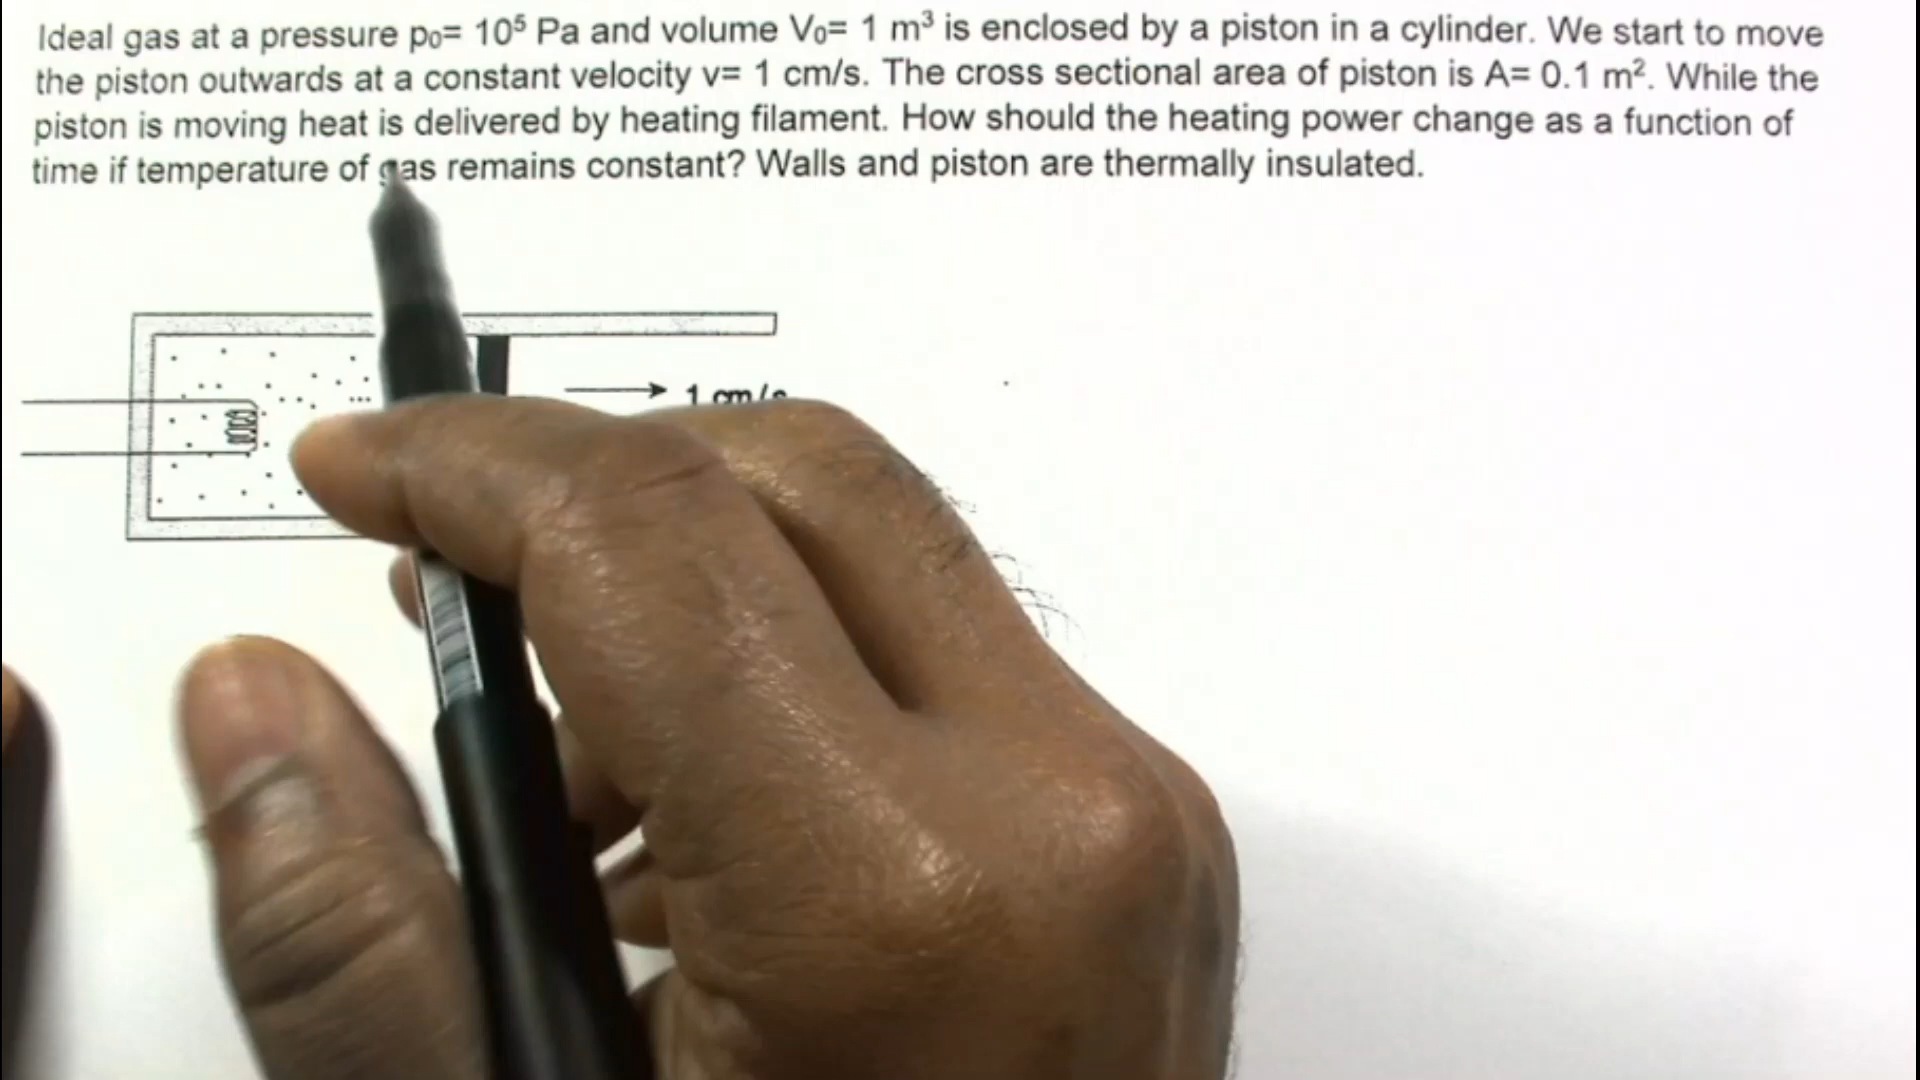 Ideal gas at a pressure p₀= 10⁵ Pa and volume V₀= 1 m³ is enclosed by a piston in a cylinder. We start to move
the piston outwards at a constant velocity v= 1 cm/s. The cross sectional area of piston is A= 0.1 m². While the
piston is moving heat is delivered by heating filament. How should the heating power change as a function of
time if temperature of gas remains constant? Walls and piston are thermally insulated.
1 cm/s